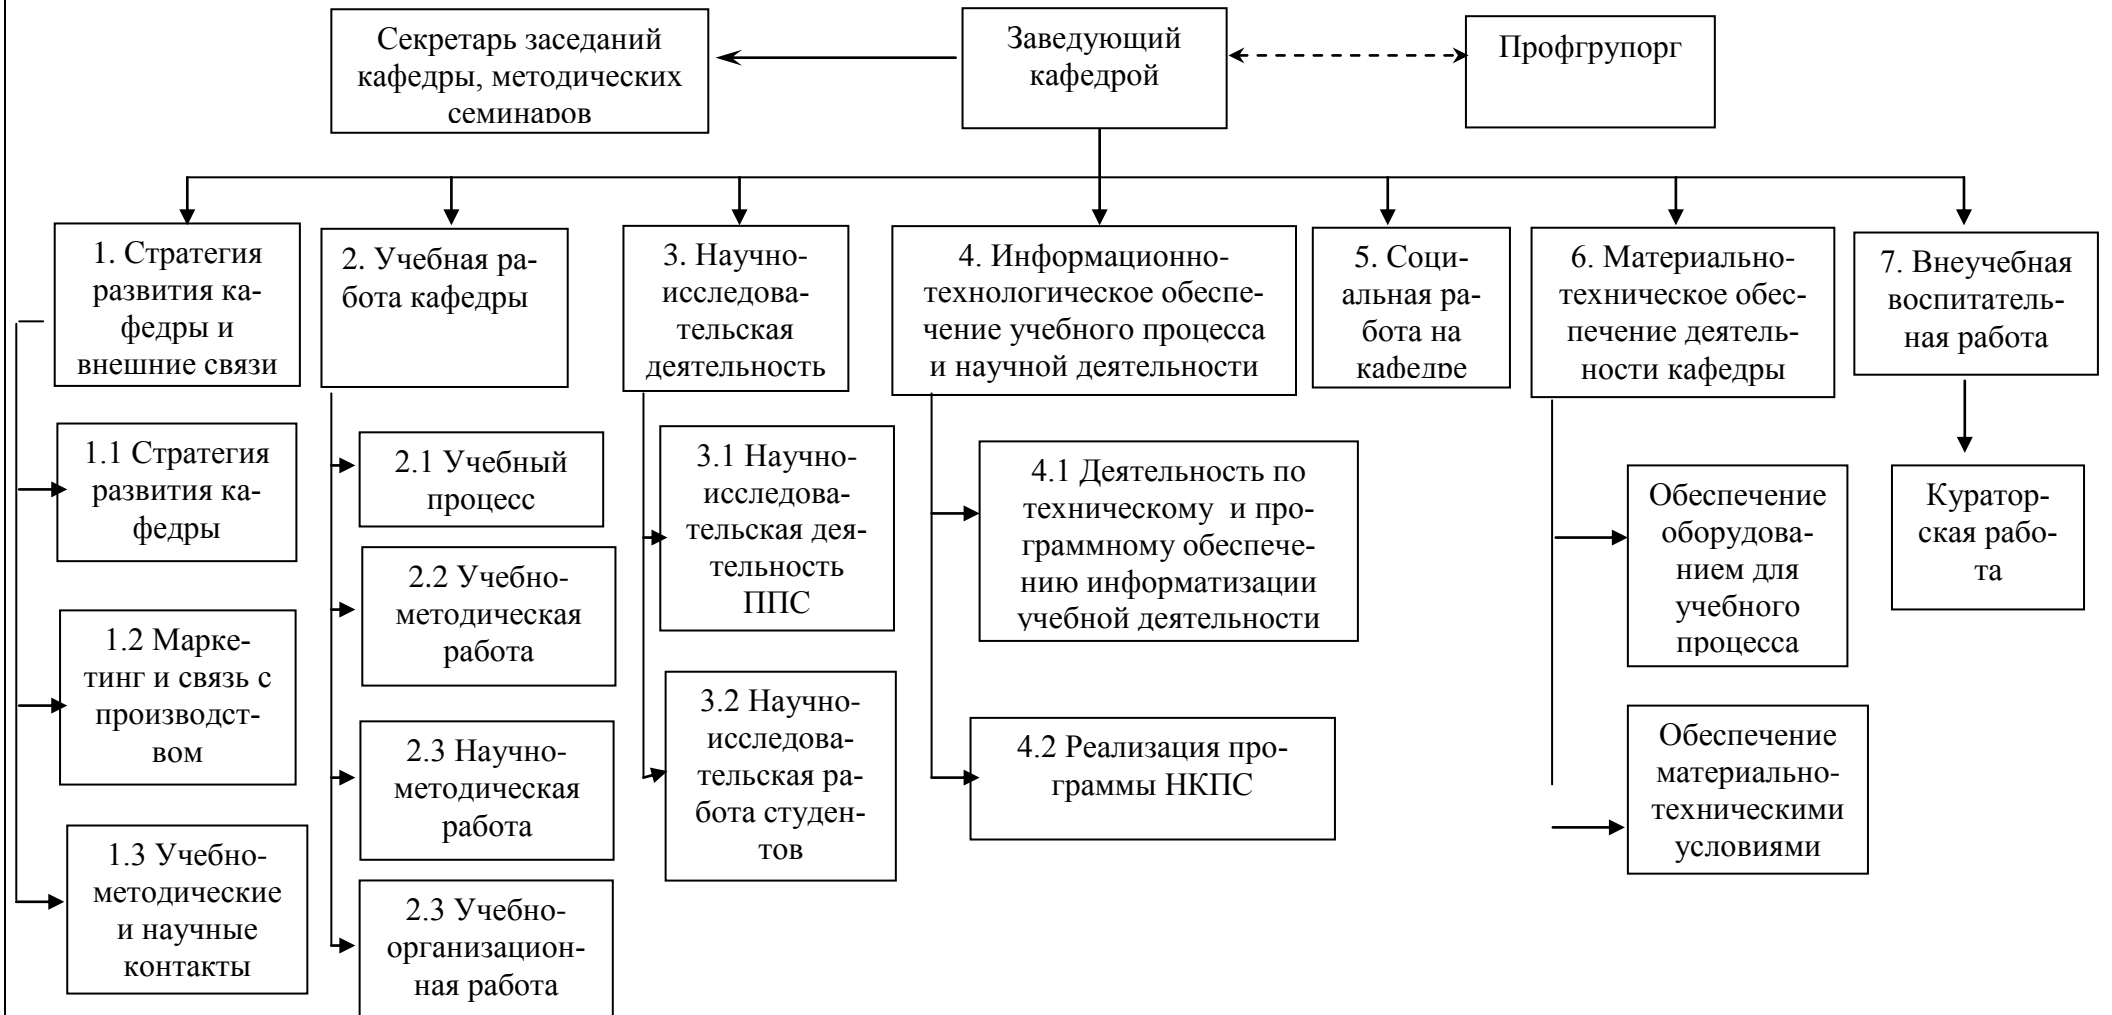 Секретарь заседаний
кафедры, методических
семинаров
Заведующий
кафедрой
Профгрупорг
1. Стратегия
развития ка-
федры и
внешние связи
2. Учебная ра-
бота кафедры
3. Научно-
исследова-
тельская
деятельность
4. Информационно-
технологическое обеспе-
чение учебного процесса
и научной деятельности
5. Соци-
альная ра-
бота на
кафедре
6. Материально-
техническое обес-
печение деятель-
ности кафедры
7. Внеучебная
воспитатель-
ная работа
1.1 Стратегия
развития ка-
федры
1.2 Марке-
тинг и связь с
производст-
вом
1.3 Учебно-
методические
и научные
контакты
2.1 Учебный
процесс
2.2 Учебно-
методическая
работа
2.3 Научно-
методическая
работа
2.3 Учебно-
организацион-
ная работа
3.1 Научно-
исследова-
тельская дея-
тельность
ППС
3.2 Научно-
исследова-
тельская ра-
бота студен-
тов
4.1 Деятельность по
техническому  и про-
граммному обеспече-
нию информатизации
учебной деятельности
4.2 Реализация про-
граммы НКПС
Обеспечение
оборудова-
нием для
учебного
процесса
Обеспечение
материально-
техническими
условиями
Куратор-
ская рабо-
та